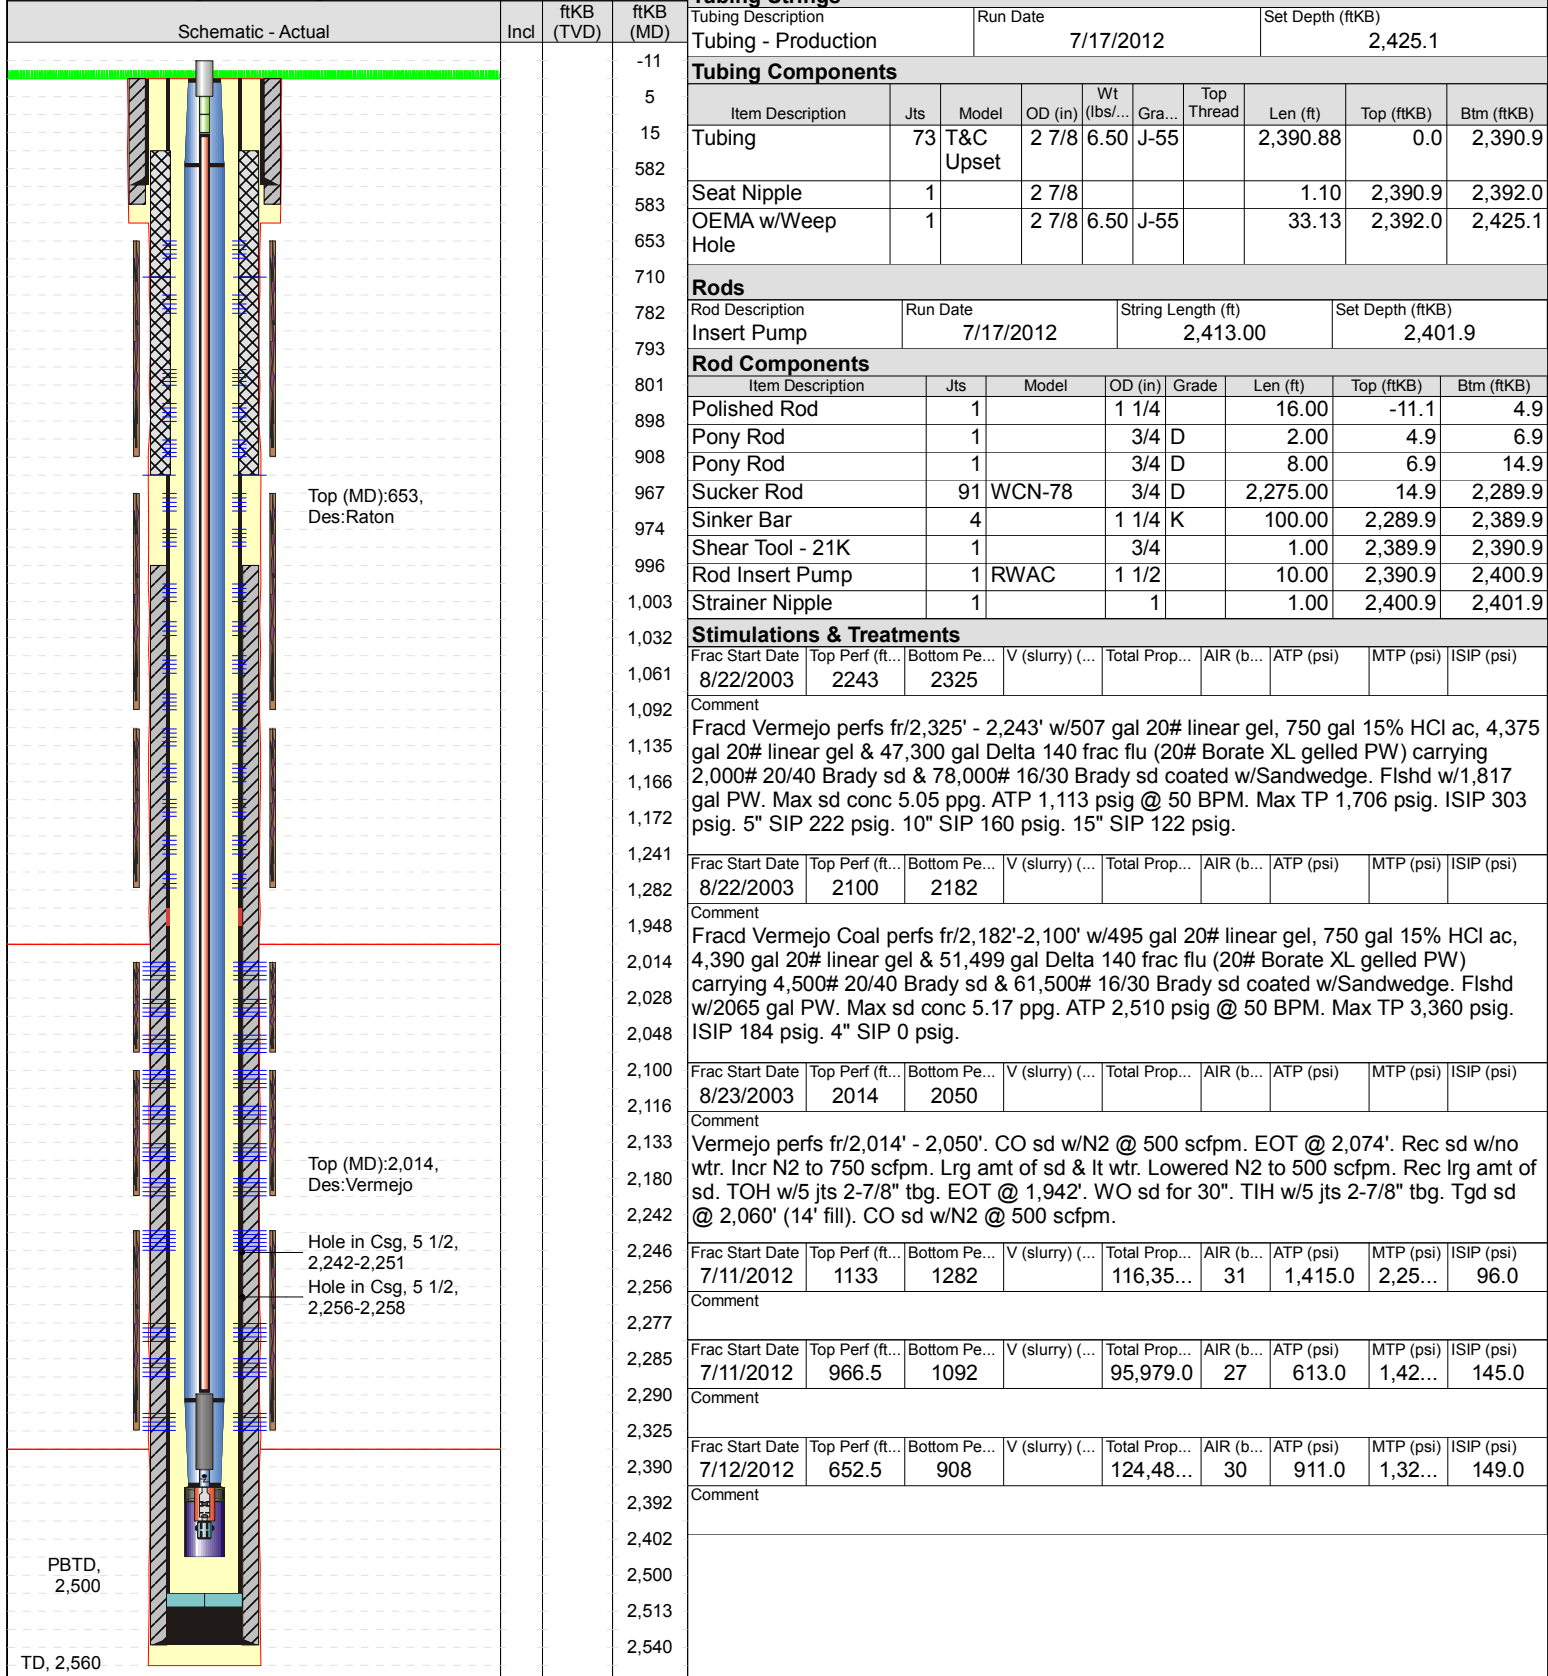 Schematic - Actual
Incl
ftKB (TVD)
ftKB (MD)
-11
5
15
582
583
653
710
782
793
801
898
908
967
974
996
1,003
1,032
1,061
1,092
1,135
1,166
1,172
1,241
1,282
1,948
2,014
2,028
2,048
2,100
2,116
2,133
2,180
2,242
2,246
2,256
2,277
2,285
2,290
2,325
2,390
2,392
2,402
2,500
2,513
2,540
Top (MD):653,
Des:Raton
Top (MD):2,014,
Des:Vermejo
Hole in Csg, 5 1/2,
2,242-2,251
Hole in Csg, 5 1/2,
2,256-2,258
PBTD,
2,500
TD, 2,560
Tubing Strings
Tubing Description Run Date Set Depth (ftKB)
Tubing - Production 7/17/2012 2,425.1
Tubing Components
Item Description Jts Model OD (in) Wt (lbs/... Gra... Top Thread Len (ft) Top (ftKB) Btm (ftKB)
Tubing 73 T&C Upset 2 7/8 6.50 J-55 2,390.88 0.0 2,390.9
Seat Nipple 1 2 7/8 1.10 2,390.9 2,392.0
OEMA w/Weep Hole 1 2 7/8 6.50 J-55 33.13 2,392.0 2,425.1
Rods
Rod Description Run Date String Length (ft) Set Depth (ftKB)
Insert Pump 7/17/2012 2,413.00 2,401.9
Rod Components
Item Description Jts Model OD (in) Grade Len (ft) Top (ftKB) Btm (ftKB)
Polished Rod 1 1 1/4 16.00 -11.1 4.9
Pony Rod 1 3/4 D 2.00 4.9 6.9
Pony Rod 1 3/4 D 8.00 6.9 14.9
Sucker Rod 91 WCN-78 3/4 D 2,275.00 14.9 2,289.9
Sinker Bar 4 1 1/4 K 100.00 2,289.9 2,389.9
Shear Tool - 21K 1 3/4 1.00 2,389.9 2,390.9
Rod Insert Pump 1 RWAC 1 1/2 10.00 2,390.9 2,400.9
Strainer Nipple 1 1 1.00 2,400.9 2,401.9
Stimulations & Treatments
Frac Start Date Top Perf (ft... Bottom Pe... V (slurry) (... Total Prop... AIR (b... ATP (psi) MTP (psi) ISIP (psi)
8/22/2003 2243 2325
Comment
Fracd Vermejo perfs fr/2,325' - 2,243' w/507 gal 20# linear gel, 750 gal 15% HCl ac, 4,375
gal 20# linear gel & 47,300 gal Delta 140 frac flu (20# Borate XL gelled PW) carrying
2,000# 20/40 Brady sd & 78,000# 16/30 Brady sd coated w/Sandwedge. Flshd w/1,817
gal PW. Max sd conc 5.05 ppg. ATP 1,113 psig @ 50 BPM. Max TP 1,706 psig. ISIP 303
psig. 5" SIP 222 psig. 10" SIP 160 psig. 15" SIP 122 psig.
Frac Start Date Top Perf (ft... Bottom Pe... V (slurry) (... Total Prop... AIR (b... ATP (psi) MTP (psi) ISIP (psi)
8/22/2003 2100 2182
Comment
Fracd Vermejo Coal perfs fr/2,182'-2,100' w/495 gal 20# linear gel, 750 gal 15% HCl ac,
4,390 gal 20# linear gel & 51,499 gal Delta 140 frac flu (20# Borate XL gelled PW)
carrying 4,500# 20/40 Brady sd & 61,500# 16/30 Brady sd coated w/Sandwedge. Flshd
w/2065 gal PW. Max sd conc 5.17 ppg. ATP 2,510 psig @ 50 BPM. Max TP 3,360 psig.
ISIP 184 psig. 4" SIP 0 psig.
Frac Start Date Top Perf (ft... Bottom Pe... V (slurry) (... Total Prop... AIR (b... ATP (psi) MTP (psi) ISIP (psi)
8/23/2003 2014 2050
Comment
Vermejo perfs fr/2,014' - 2,050'. CO sd w/N2 @ 500 scfpm. EOT @ 2,074'. Rec sd w/no
wtr. Incr N2 to 750 scfpm. Lrg amt of sd & lt wtr. Lowered N2 to 500 scfpm. Rec lrg amt of
sd. TOH w/5 jts 2-7/8" tbg. EOT @ 1,942'. WO sd for 30". TIH w/5 jts 2-7/8" tbg. Tgd sd
@ 2,060' (14' fill). CO sd w/N2 @ 500 scfpm.
Frac Start Date Top Perf (ft... Bottom Pe... V (slurry) (... Total Prop... AIR (b... ATP (psi) MTP (psi) ISIP (psi)
7/11/2012 1133 1282 116,35... 31 1,415.0 2,25... 96.0
Comment
Frac Start Date Top Perf (ft... Bottom Pe... V (slurry) (... Total Prop... AIR (b... ATP (psi) MTP (psi) ISIP (psi)
7/11/2012 966.5 1092 95,979.0 27 613.0 1,42... 145.0
Comment
Frac Start Date Top Perf (ft... Bottom Pe... V (slurry) (... Total Prop... AIR (b... ATP (psi) MTP (psi) ISIP (psi)
7/12/2012 652.5 908 124,48... 30 911.0 1,32... 149.0
Comment